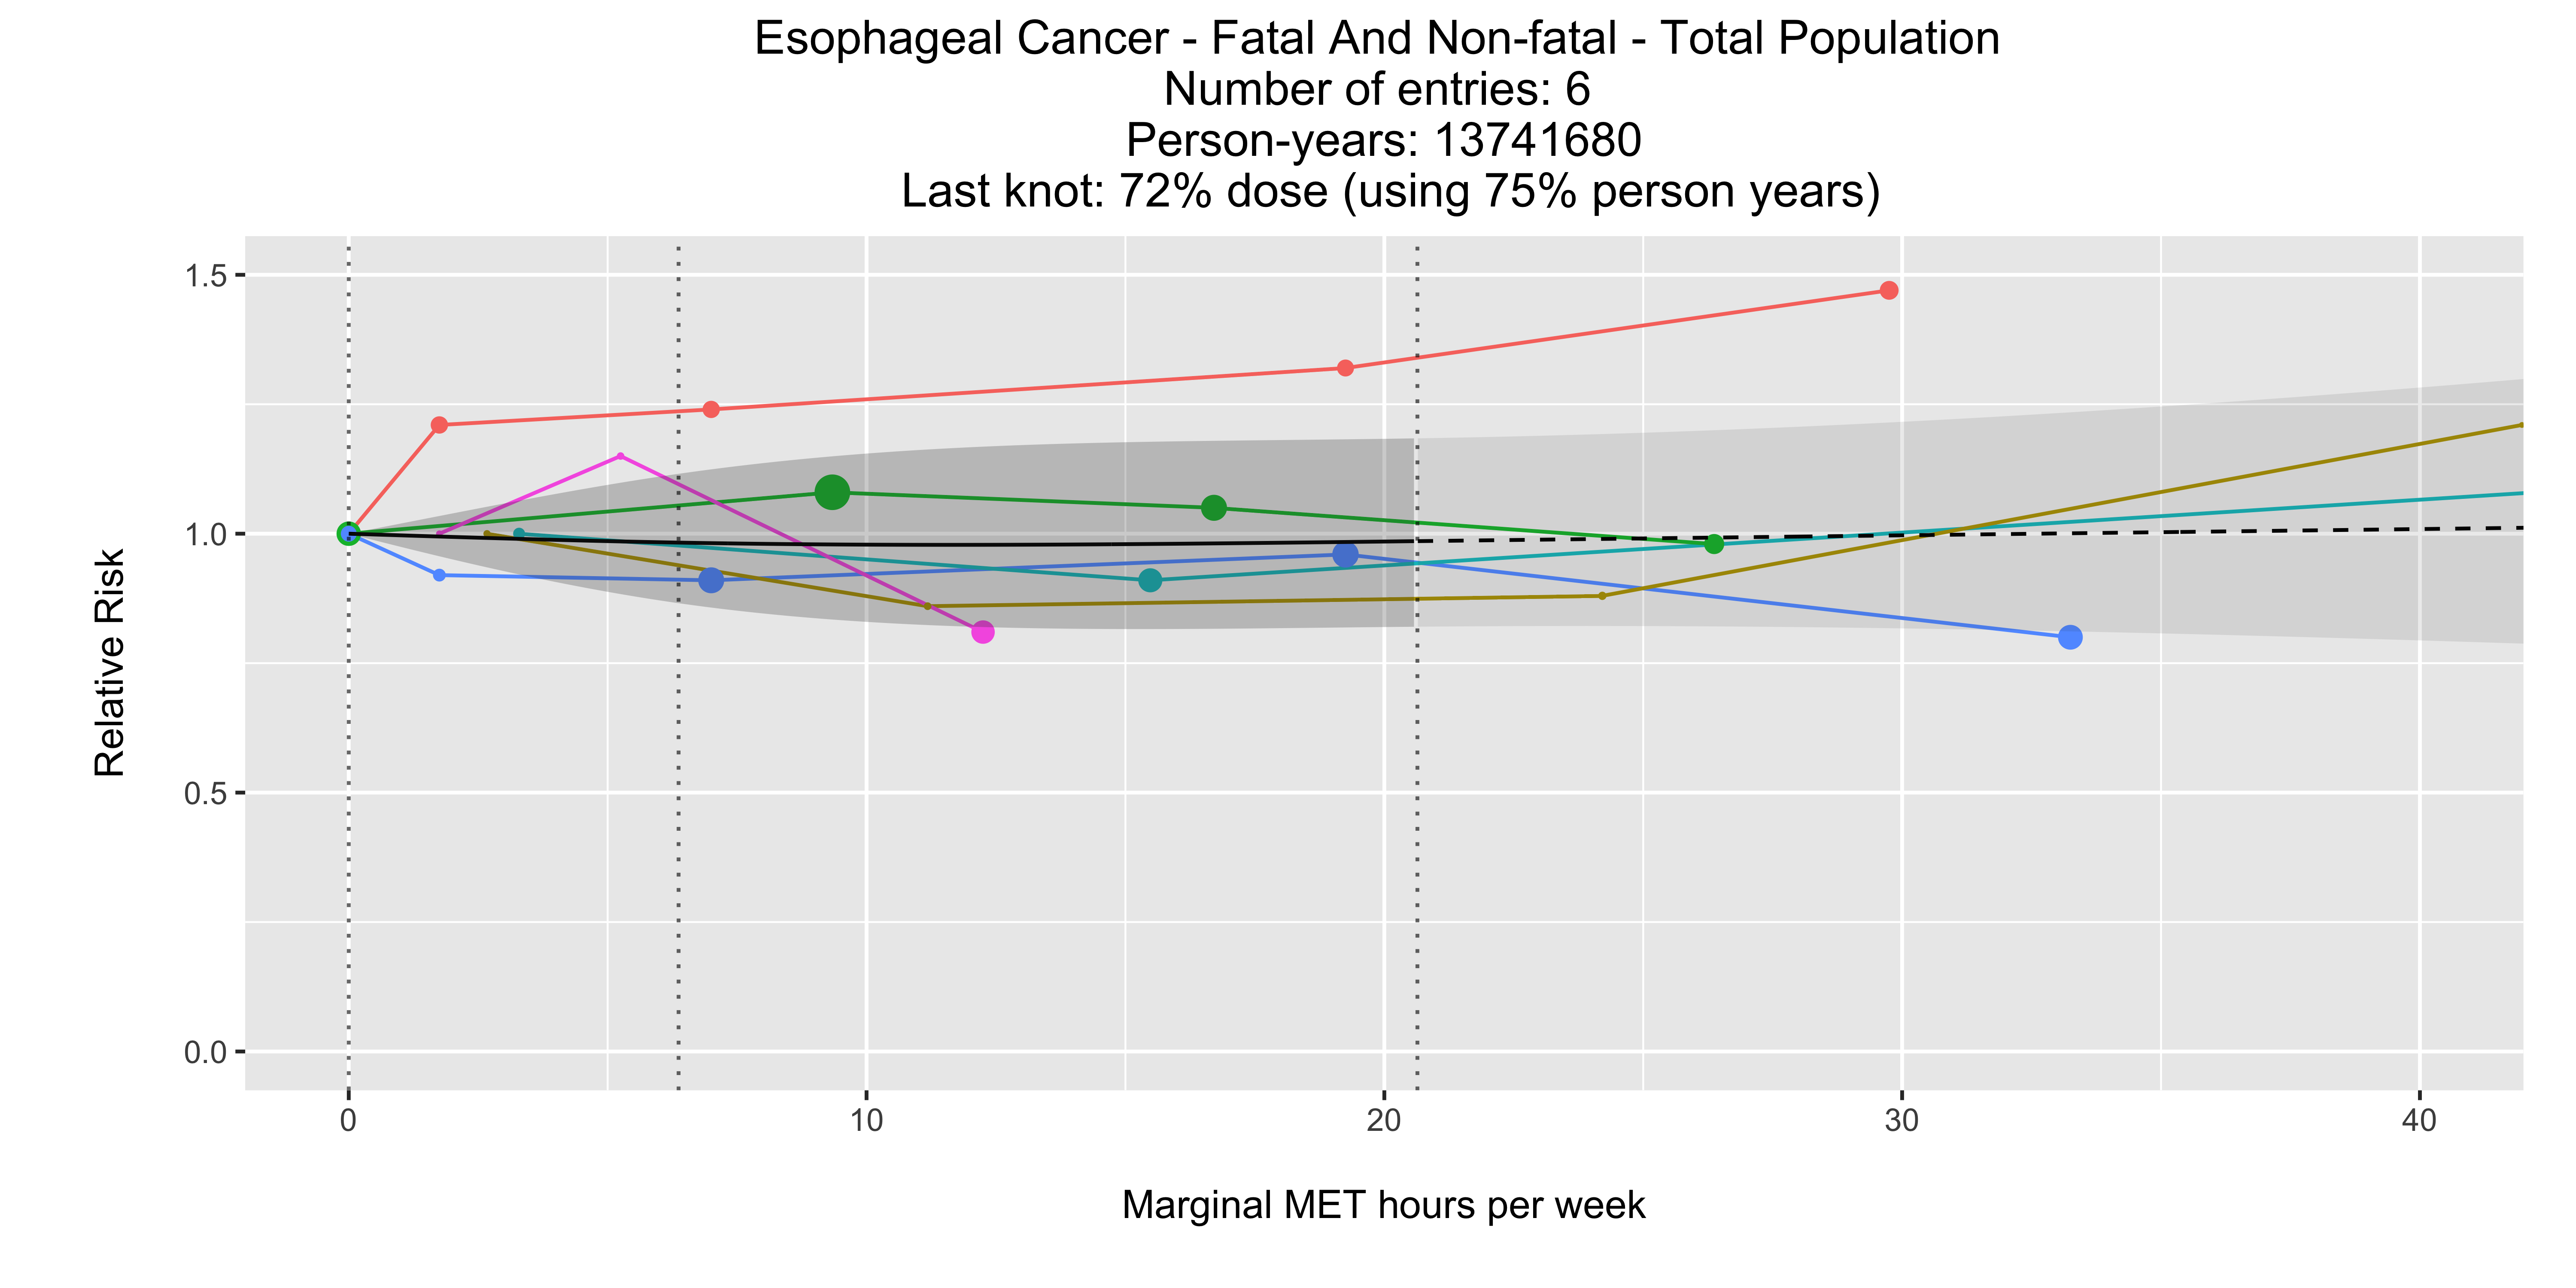 Esophageal Cancer - Fatal And Non-fatal - Total Population
Number of entries: 6
Person-years: 13741680
Last knot: 72% dose (using 75% person years)
1.5
1.0
0.5
0.0
Relative Risk
0 10 20 30 40
Marginal MET hours per week